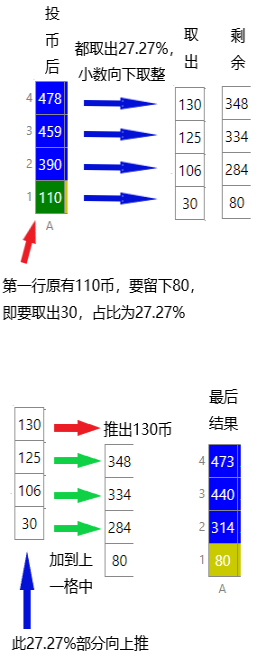 投币后
都取出27.27%，
小数向下取整
取出
剩余
4 478 130 348
3 459 125 334
2 390 106 284
1 110 30 80
A
第一行原有110币，要留下80，
即要取出30，占比为27.27%
最后
结果
130 推出130币
125 348 4 473
106 334 3 440
30 284 2 314
加到上 80 1 80
一格中
A
此27.27%部分向上推